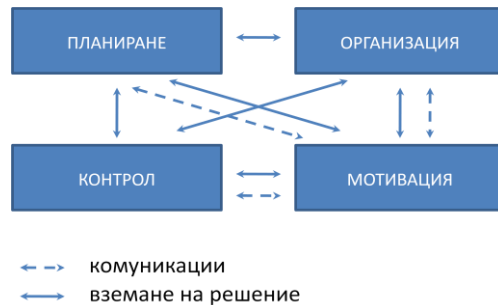 ПЛАНИРАНЕ
ОРГАНИЗАЦИЯ
КОНТРОЛ
МОТИВАЦИЯ
комуникации
вземане на решение